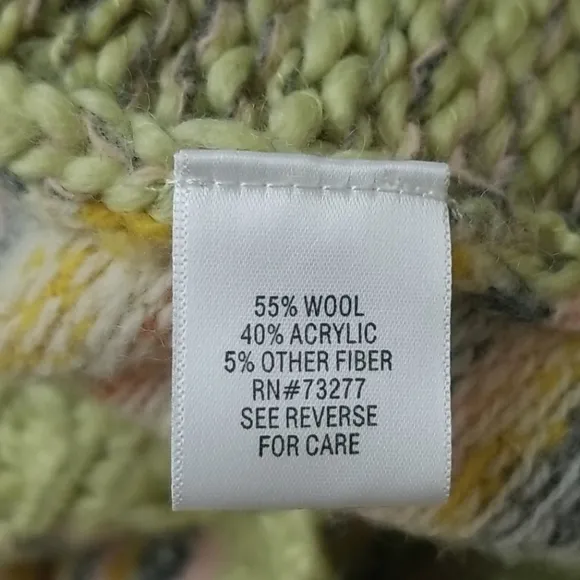 55% WOOL
40% ACRYLIC
5% OTHER FIBER
RN#73277
SEE REVERSE
FOR CARE